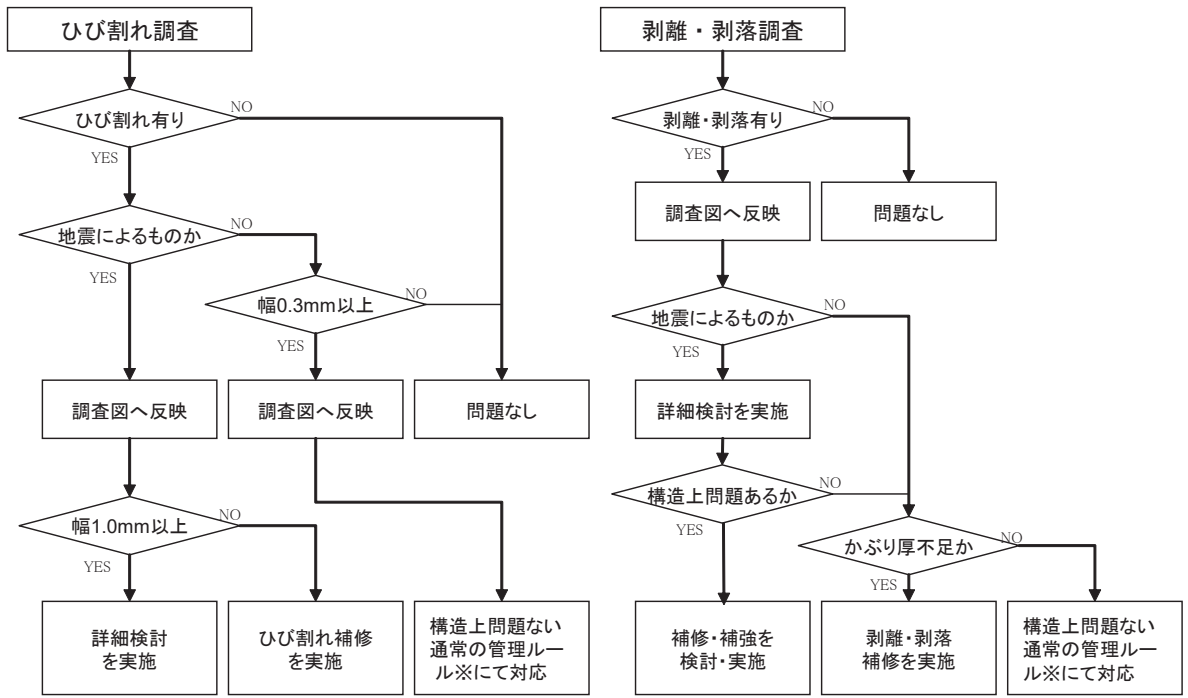 ひび割れ調査
ひび割れ有り
NO
YES
地震によるものか
NO
YES
幅0.3mm以上
NO
YES
調査図へ反映
調査図へ反映
問題なし
幅1.0mm以上
NO
YES
詳細検討
を実施
ひび割れ補修
を実施
構造上問題ない
通常の管理ルー
ル※にて対応
剥離・剥落調査
剥離・剥落有り
NO
YES
調査図へ反映
問題なし
地震によるものか
NO
YES
詳細検討を実施
構造上問題あるか
NO
YES
かぶり厚不足か
NO
YES
補修・補強を
検討・実施
剥離・剥落
補修を実施
構造上問題ない
通常の管理ルー
ル※にて対応